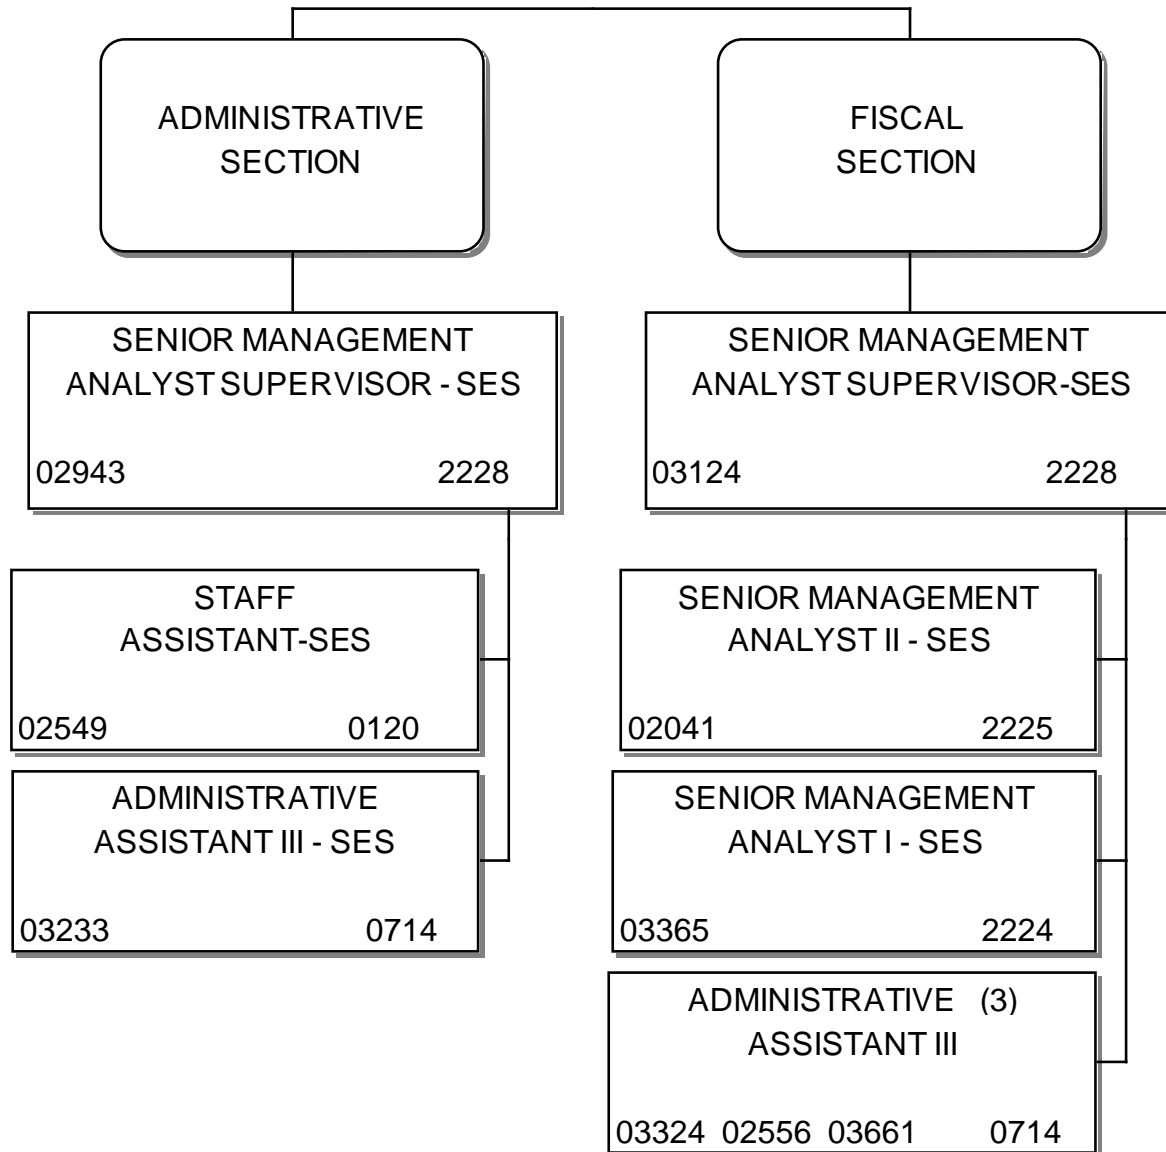 ADMINISTRATIVE
SECTION
SENIOR MANAGEMENT
ANALYST SUPERVISOR - SES
02943 2228
STAFF
ASSISTANT-SES
02549 0120
ADMINISTRATIVE
ASSISTANT III - SES
03233 0714
FISCAL
SECTION
SENIOR MANAGEMENT
ANALYST SUPERVISOR-SES
03124 2228
SENIOR MANAGEMENT
ANALYST II - SES
02041 2225
SENIOR MANAGEMENT
ANALYST I - SES
03365 2224
ADMINISTRATIVE (3)
ASSISTANT III
03324 02556 03661 0714